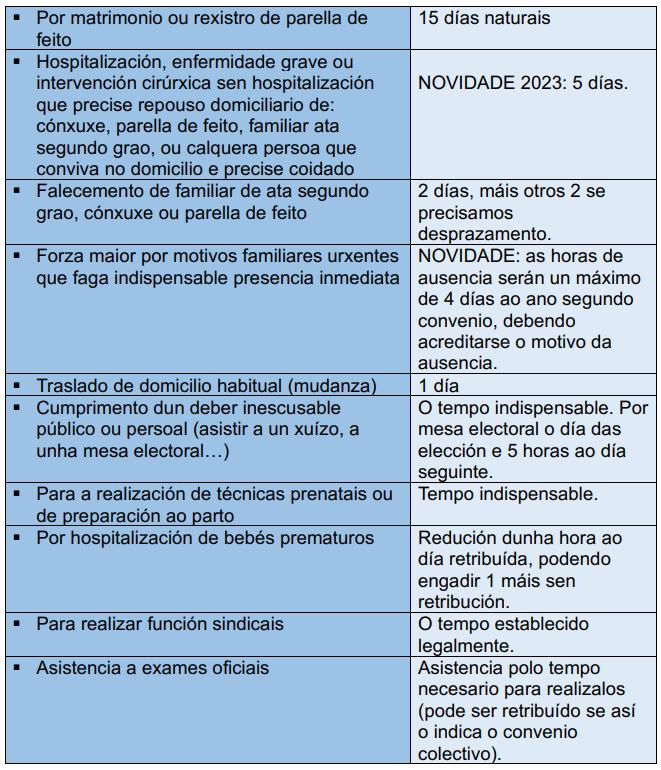 ▪ Por matrimonio ou rexistro de parella de
feito
15 días naturais
▪ Hospitalización, enfermidade grave ou
intervención cirúrxica sen hospitalización
que precise repouso domiciliario de:
cónxuxe, parella de feito, familiar ata
segundo grao, ou calquera persoa que
conviva no domicilio e precise coidado
NOVIDADE 2023: 5 días.
▪ Falecemento de familiar de ata segundo
grao, cónxuxe ou parella de feito
2 días, máis outros 2 se
precisamos
desprazamento.
▪ Forza maior por motivos familiares urxentes
que faga indispensable presencia inmediata
NOVIDADE: as horas de
ausencia serán un máximo
de 4 días ao ano segundo
convenio, debendo
acreditarse o motivo da
ausencia.
▪ Traslado de domicilio habitual (mudanza)
1 día
▪ Cumprimento dun deber inescusable
público ou persoal (asistir a un xuízo, a
unha mesa electoral…)
O tempo indispensable. Por
mesa electoral o día das
elección e 5 horas ao día
seguinte.
▪ Para a realización de técnicas prenatais ou
de preparación ao parto
Tempo indispensable.
▪ Por hospitalización de bebés prematuros
Redución dunha hora ao
día retribuída, podendo
engadir 1 máis sen
retribución.
▪ Para realizar función sindicais
O tempo establecido
legalmente.
▪ Asistencia a exames oficiais
Asistencia polo tempo
necesario para realizalos
(pode ser retribuído se así
o indica o convenio
colectivo).